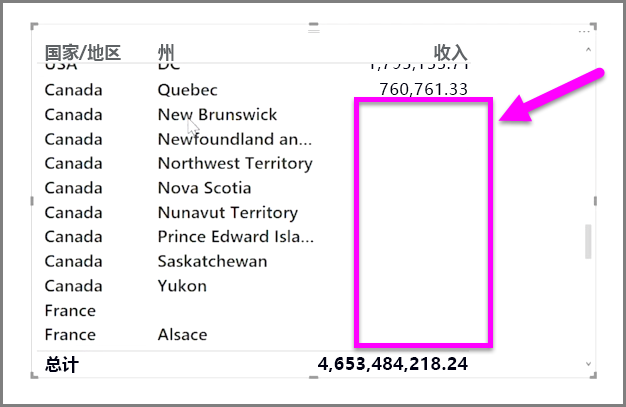 国家/地区 州 收入
USA DC
Canada Quebec 760,761.33
Canada New Brunswick
Canada Newfoundland an...
Canada Northwest Territory
Canada Nova Scotia
Canada Nunavut Territory
Canada Prince Edward Isla...
Canada Saskatchewan
Canada Yukon
France
France Alsace
总计 4,653,484,218.24